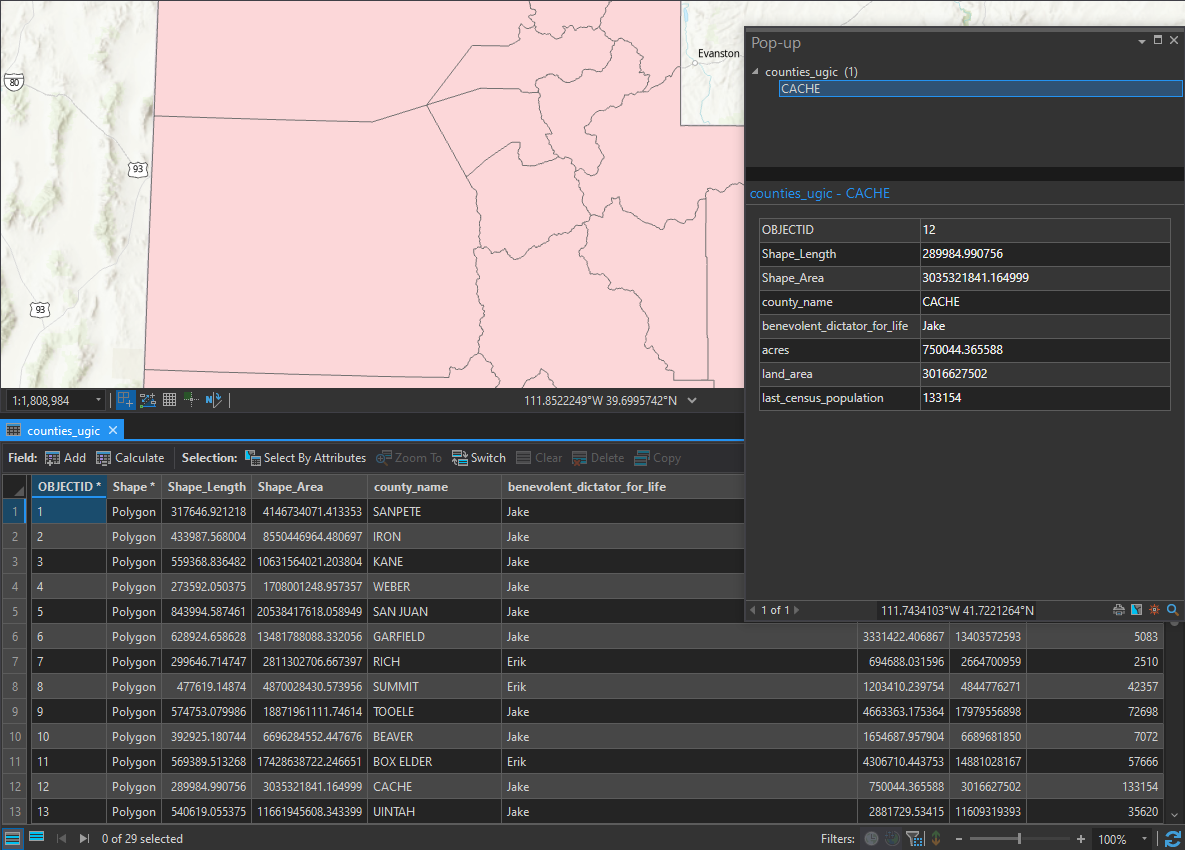 Evanston
80
93
93
Pop-up
counties_ugic (1)
CACHE
counties_ugic - CACHE
OBJECTID 12
Shape_Length 289984.990756
Shape_Area 3035321841.164999
county_name CACHE
benevolent_dictator_for_life Jake
acres 750044.365588
land_area 3016627502
last_census_population 133154
1 of 1 111.7434103°W 41.7221264°N
1:1,808,984 111.8522249°W 39.6995742°N
counties_ugic
Field: Add Calculate Selection: Select By Attributes Zoom To Switch Clear Delete Copy
OBJECTID * Shape * Shape_Length Shape_Area county_name benevolent_dictator_for_life
1 1 Polygon 317646.921218 4146734071.413353 SANPETE Jake
2 2 Polygon 433987.568004 8550446964.480697 IRON Jake
3 3 Polygon 559368.836482 10631564021.203804 KANE Jake
4 4 Polygon 273592.050375 1708001248.957357 WEBER Jake
5 5 Polygon 843994.587461 20538417618.058949 SAN JUAN Jake
6 6 Polygon 628924.658628 13481788088.332056 GARFIELD Jake 3331422.406867 13403572593 5083
7 7 Polygon 299646.714747 2811302706.667397 RICH Erik 694688.031596 2664700959 2510
8 8 Polygon 477619.14874 4870028430.573956 SUMMIT Erik 1203410.239754 4844776271 42357
9 9 Polygon 574753.079986 18871961111.74614 TOOELE Jake 4663363.175364 17979556898 72698
10 10 Polygon 392925.180744 6696284552.447676 BEAVER Jake 1654687.957904 6689681850 7072
11 11 Polygon 569389.513268 17428638722.246651 BOX ELDER Erik 4306710.443753 14881028167 57666
12 12 Polygon 289984.990756 3035321841.164999 CACHE Jake 750044.365588 3016627502 133154
13 13 Polygon 540619.055375 11661945608.343399 UINTAH Jake 2881729.53415 11609319393 35620
0 of 29 selected Filters: 100%